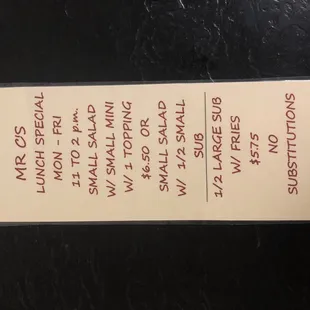 MR C'S
LUNCH SPECIAL
MON - FRI
11 TO 2 p.m.
SMALL SALAD
W/ SMALL MINI
W/ 1 TOPPING
$6.50 OR
SMALL SALAD
W/ 1/2 SMALL
SUB
1/2 LARGE SUB
W/ FRIES
$5.75
NO
SUBSTITUTIONS